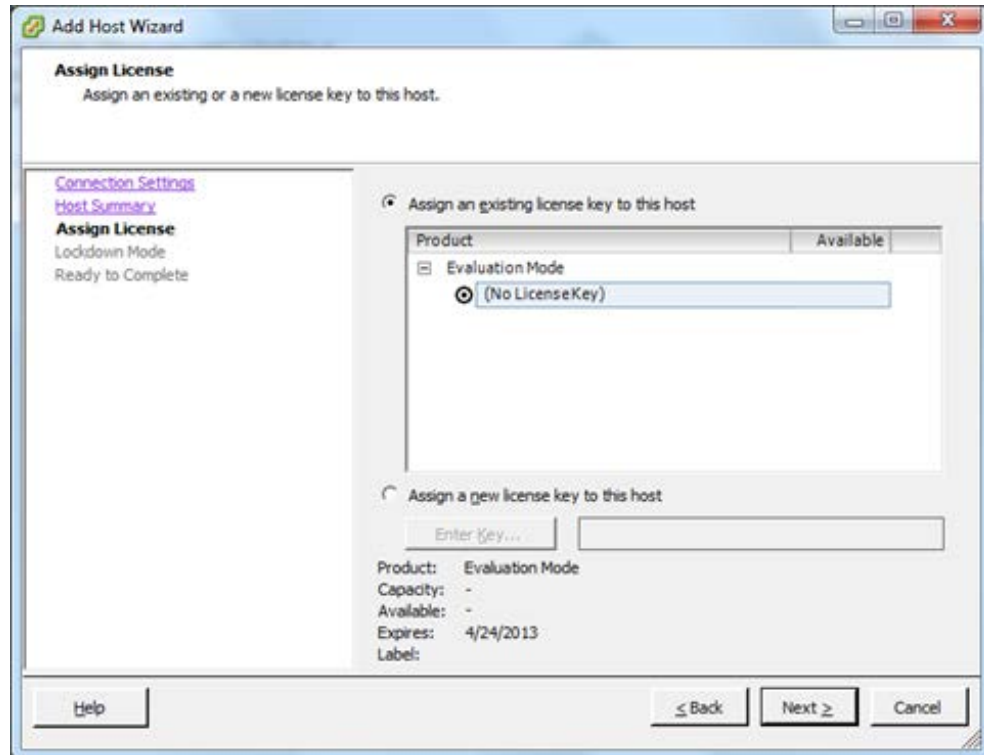 Add Host Wizard
Assign License
Assign an existing or a new license key to this host.
Connection Settings
Host Summary
Assign License
Lockdown Mode
Ready to Complete
Assign an existing license key to this host
Product Available
Evaluation Mode
(No License Key)
Assign a new license key to this host
Enter Key...
Product: Evaluation Mode
Capacity: -
Available: -
Expires: 4/24/2013
Label:
Help
< Back
Next >
Cancel